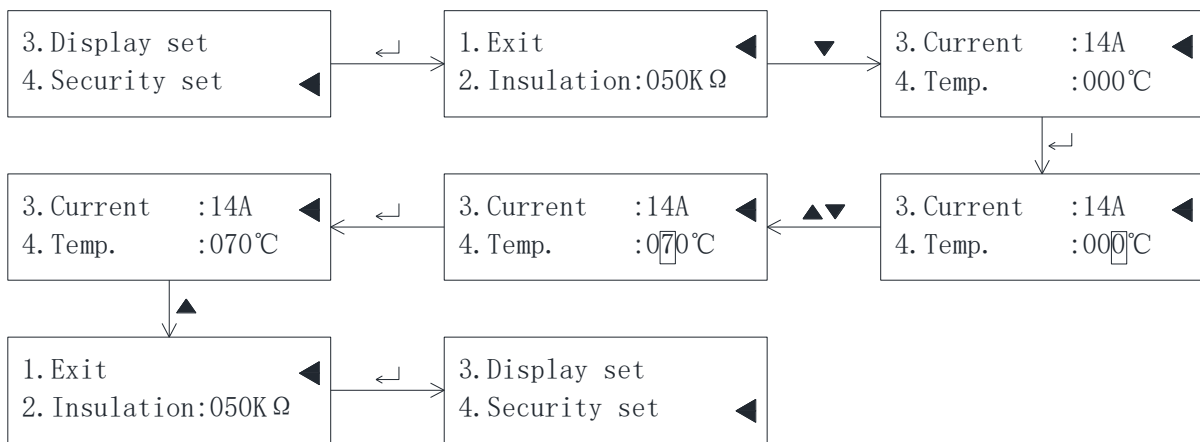 3. Display set
4. Security set
1. Exit
2. Insulation:050KΩ
3. Current :14A
4. Temp. :000℃
3. Current :14A
4. Temp. :070℃
3. Current :14A
4. Temp. :070℃
3. Current :14A
4. Temp. :000℃
1. Exit
2. Insulation:050KΩ
3. Display set
4. Security set